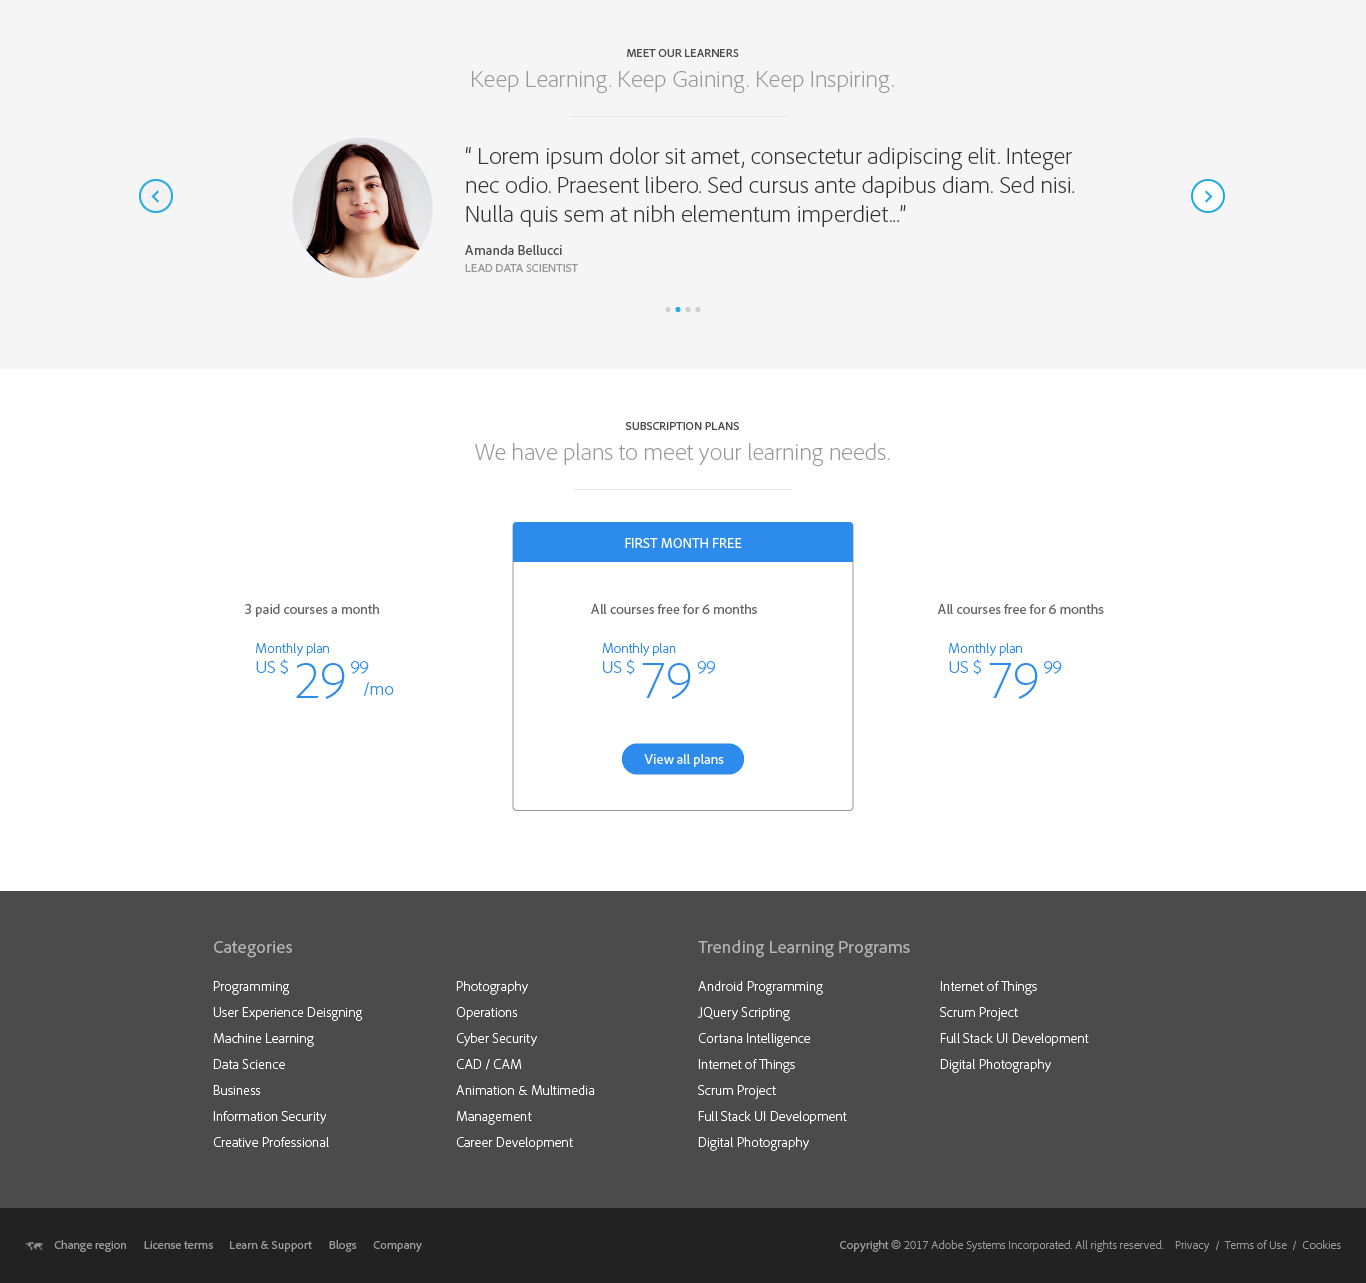 MEET OUR LEARNERS
Keep Learning. Keep Gaining. Keep Inspiring.
“ Lorem ipsum dolor sit amet, consectetur adipiscing elit. Integer
nec odio. Praesent libero. Sed cursus ante dapibus diam. Sed nisi.
Nulla quis sem at nibh elementum imperdiet...”
Amanda Bellucci
LEAD DATA SCIENTIST
SUBSCRIPTION PLANS
We have plans to meet your learning needs.
FIRST MONTH FREE
3 paid courses a month
Monthly plan
US $ 29 99
/mo
All courses free for 6 months
Monthly plan
US $ 79 99
View all plans
All courses free for 6 months
Monthly plan
US $ 79 99
Categories
Programming
User Experience Deisgning
Machine Learning
Data Science
Business
Information Security
Creative Professional
Photography
Operations
Cyber Security
CAD / CAM
Animation & Multimedia
Management
Career Development
Trending Learning Programs
Android Programming
JQuery Scripting
Cortana Intelligence
Internet of Things
Scrum Project
Full Stack UI Development
Digital Photography
Internet of Things
Scrum Project
Full Stack UI Development
Digital Photography
Change region License terms Learn & Support Blogs Company
Copyright © 2017 Adobe Systems Incorporated. All rights reserved. Privacy / Terms of Use / Cookies